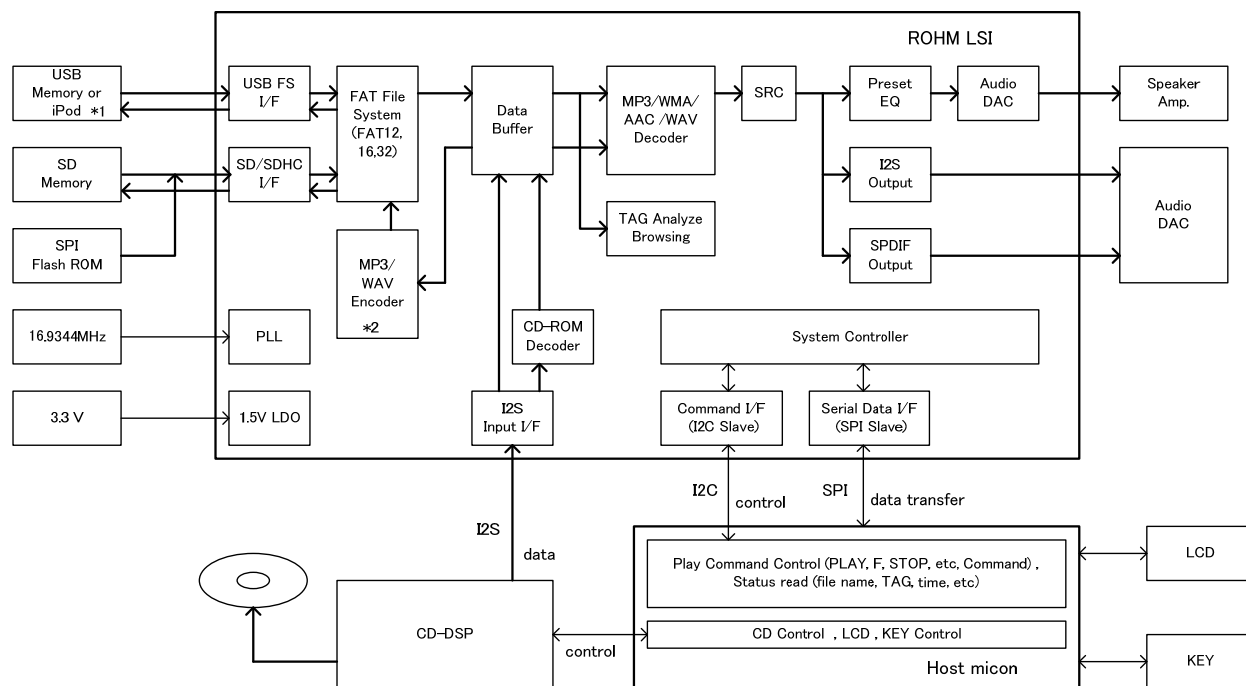 ROHM LSI
USB
Memory or
iPod *1
USB FS
I/F
FAT File
System
(FAT12,
16,32)
Data
Buffer
MP3/WMA/
AAC /WAV
Decoder
SRC
Preset
EQ
Audio
DAC
Speaker
Amp.
SD
Memory
SD/SDHC
I/F
I2S
Output
Audio
DAC
SPI
Flash ROM
MP3/
WAV
Encoder
*2
TAG Analyze
Browsing
SPDIF
Output
16.9344MHz
PLL
CD-ROM
Decoder
System Controller
3.3 V
1.5V LDO
I2S
Input I/F
Command I/F
(I2C Slave)
Serial Data I/F
(SPI Slave)
I2C
control
SPI
data transfer
I2S
data
Play Command Control (PLAY, F, STOP, etc, Command) ,
Status read (file name, TAG, time, etc)
LCD
CD-DSP
control
CD Control , LCD , KEY Control
Host micon
KEY